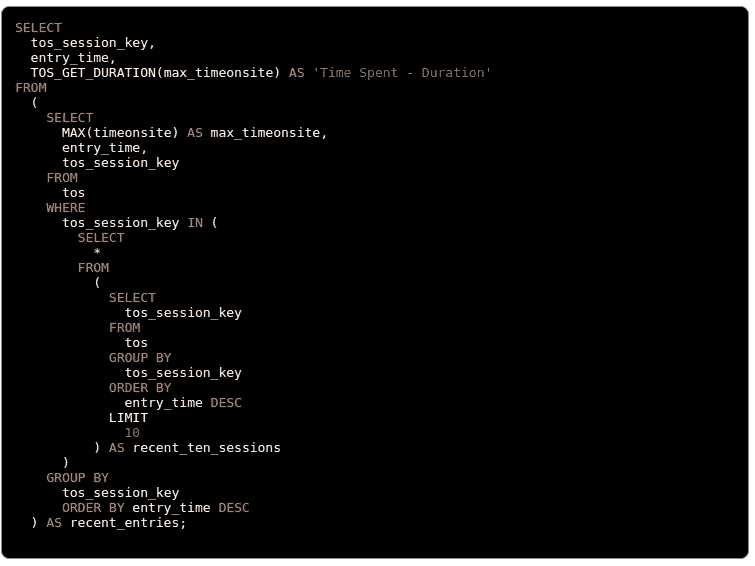 SELECT
  tos_session_key,
  entry_time,
  TOS_GET_DURATION(max_timeonsite) AS 'Time Spent - Duration'
FROM
  (
    SELECT
      MAX(timeonsite) AS max_timeonsite,
      entry_time,
      tos_session_key
    FROM
      tos
    WHERE
      tos_session_key IN (
        SELECT
          *
        FROM
          (
            SELECT
              tos_session_key
            FROM
              tos
            GROUP BY
              tos_session_key
            ORDER BY
              entry_time DESC
            LIMIT
              10
          ) AS recent_ten_sessions
      )
    GROUP BY
      tos_session_key
      ORDER BY entry_time DESC
  ) AS recent_entries;